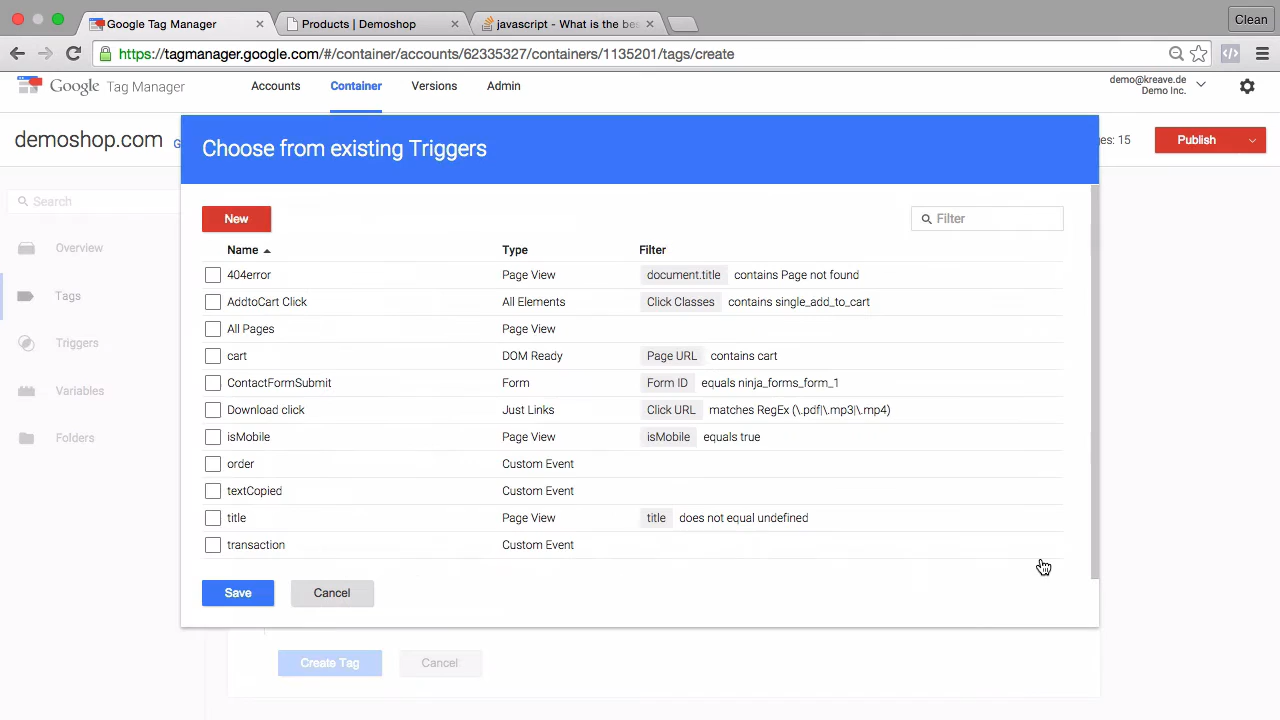 Google Tag Manager
Products | Demoshop
javascript - What is the bes
Clean
https://tagmanager.google.com/#/container/accounts/62335327/containers/1135201/tags/create
Google Tag Manager
Accounts
Container
Versions
Admin
demo@kreave.de
Demo Inc.
demoshop.com
G
ges: 15
Publish
Choose from existing Triggers
Search
Overview
Tags
Triggers
Variables
Folders
New
Filter
Name Type Filter
404error Page View document.title contains Page not found
AddtoCart Click All Elements Click Classes contains single_add_to_cart
All Pages Page View
cart DOM Ready Page URL contains cart
ContactFormSubmit Form Form ID equals ninja_forms_form_1
Download click Just Links Click URL matches RegEx (\.pdf|\.mp3|\.mp4)
isMobile Page View isMobile equals true
order Custom Event
textCopied Custom Event
title Page View title does not equal undefined
transaction Custom Event
Save Cancel
Create Tag Cancel